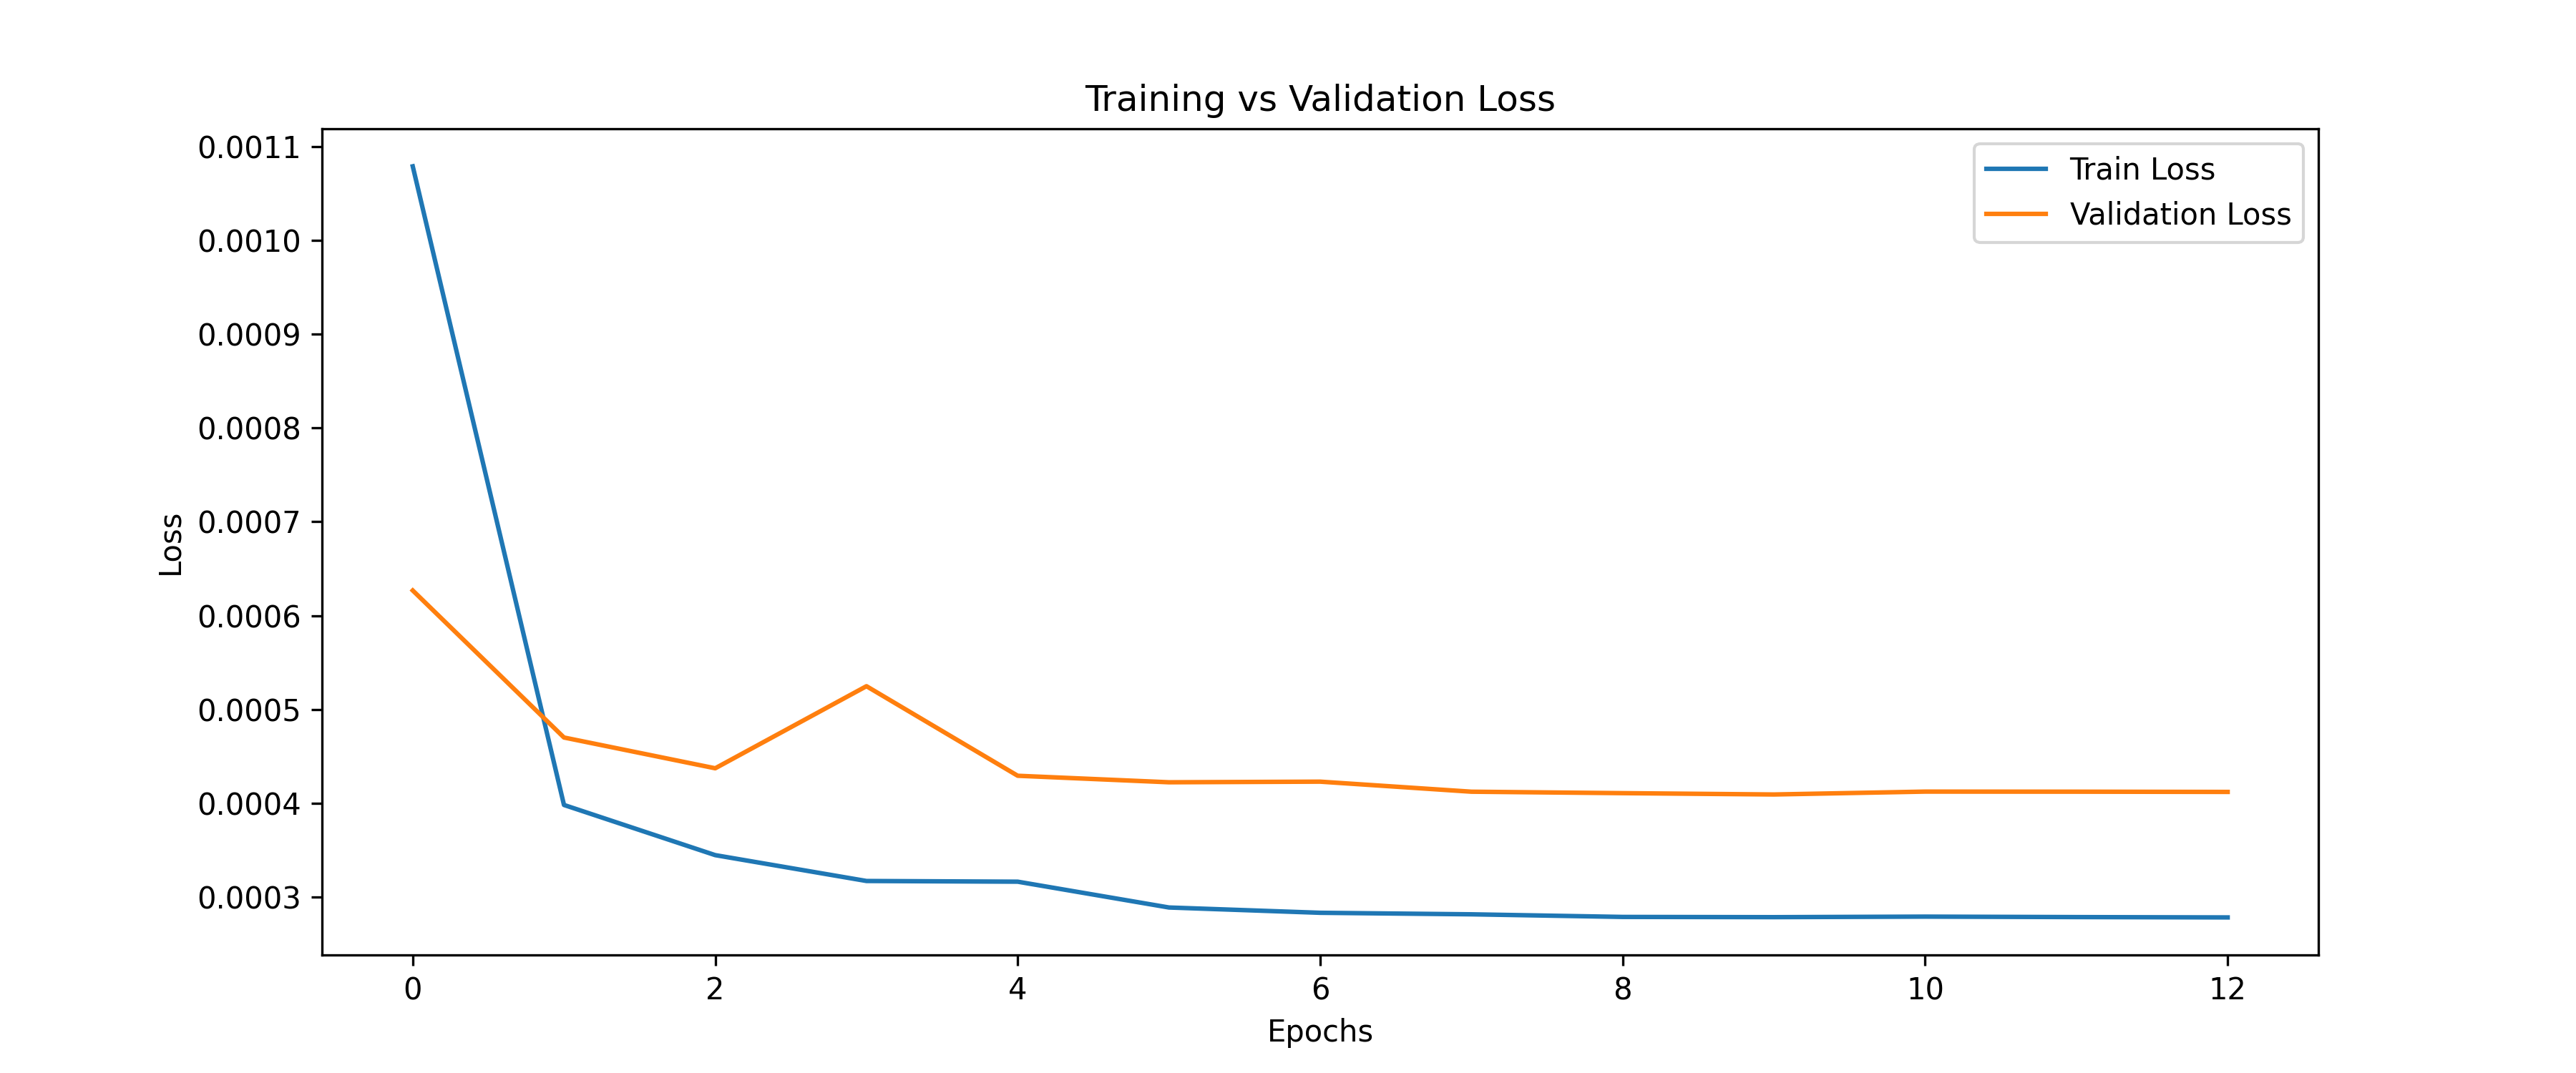 Training vs Validation Loss
0.0011
0.0010
0.0009
0.0008
0.0007
0.0006
0.0005
0.0004
0.0003
Loss
Train Loss
Validation Loss
0 2 4 6 8 10 12
Epochs